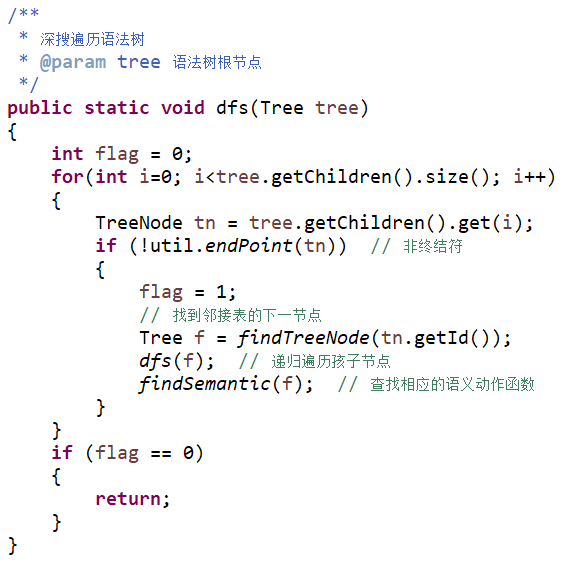 /**
 * 深搜遍历语法树
 * @param tree 语法树根节点
 */
public static void dfs(Tree tree)
{
    int flag = 0;
    for(int i=0; i<tree.getChildren().size(); i++)
    {
        TreeNode tn = tree.getChildren().get(i);
        if (!util.endPoint(tn))  // 非终结符
        {
            flag = 1;
            // 找到邻接表的下一节点
            Tree f = findTreeNode(tn.getId());
            dfs(f);  // 递归遍历孩子节点
            findSemantic(f);  // 查找相应的语义动作函数
        }
    }
    if (flag == 0)
    {
        return;
    }
}